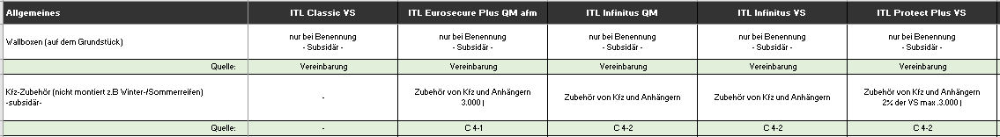 Allgemeines ITL Classic VS ITL Eurosecure Plus QM afm ITL Infinitus QM ITL Infinitus VS ITL Protect Plus VS
Wallboxen (auf dem Grundstück) nur bei Benennung nur bei Benennung nur bei Benennung nur bei Benennung nur bei Benennung
- Subsidär - - Subsidär - - Subsidär - - Subsidär - - Subsidär -
Quelle: Vereinbarung Vereinbarung Vereinbarung Vereinbarung Vereinbarung
Kfz-Zubehör (nicht montiert z.B Winter-/Sommerreifen) - Zubehör von Kfz und Anhängern Zubehör von Kfz und Anhängern Zubehör von Kfz und Anhängern Zubehör von Kfz und Anhängern
-subsidär- 3.000 | 2% der VS max .3.000 |
Quelle: - C 4-1 C 4-2 C 4-2 C 4-2